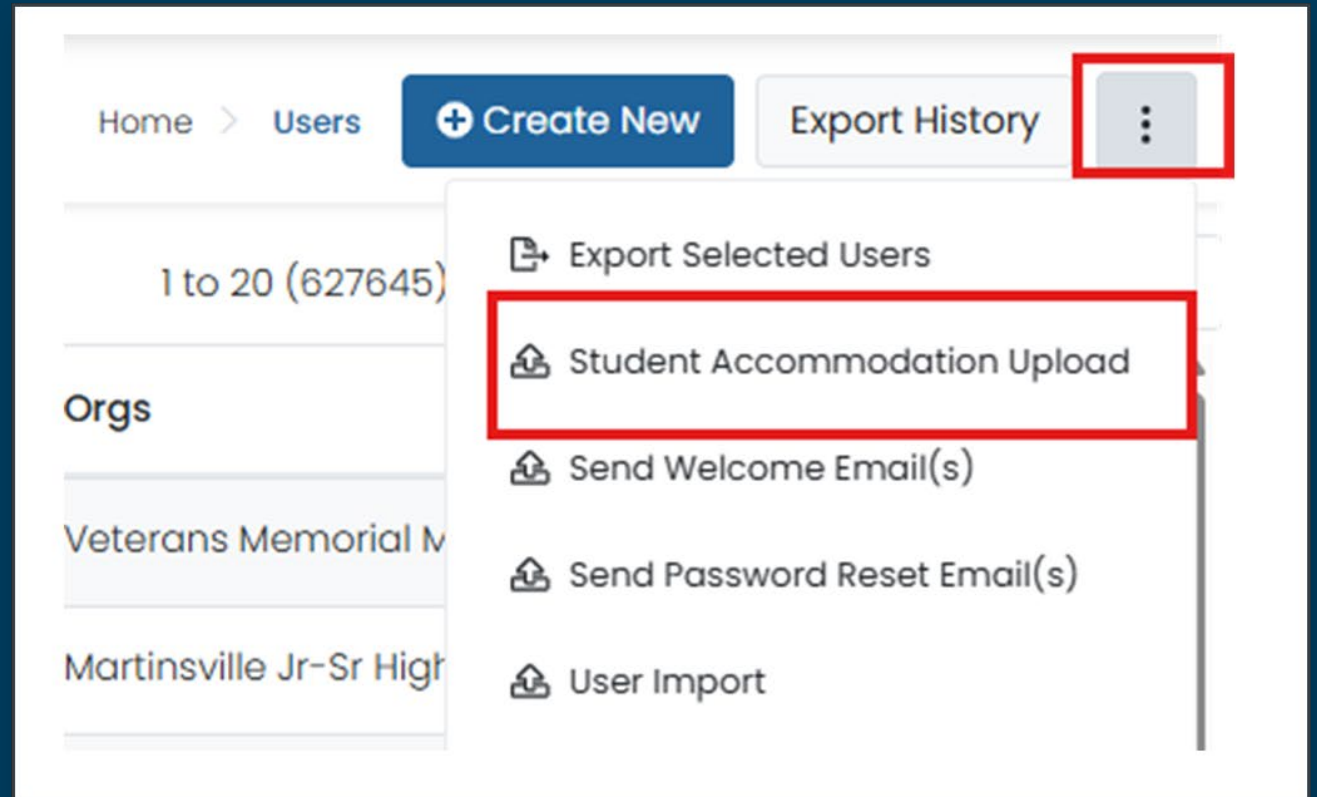 Home > Users Create New Export History
Export Selected Users
1 to 20 (627645)
Student Accommodation Upload
Orgs
Send Welcome Email(s)
Veterans Memorial M
Send Password Reset Email(s)
Martinsville Jr-Sr High
User Import